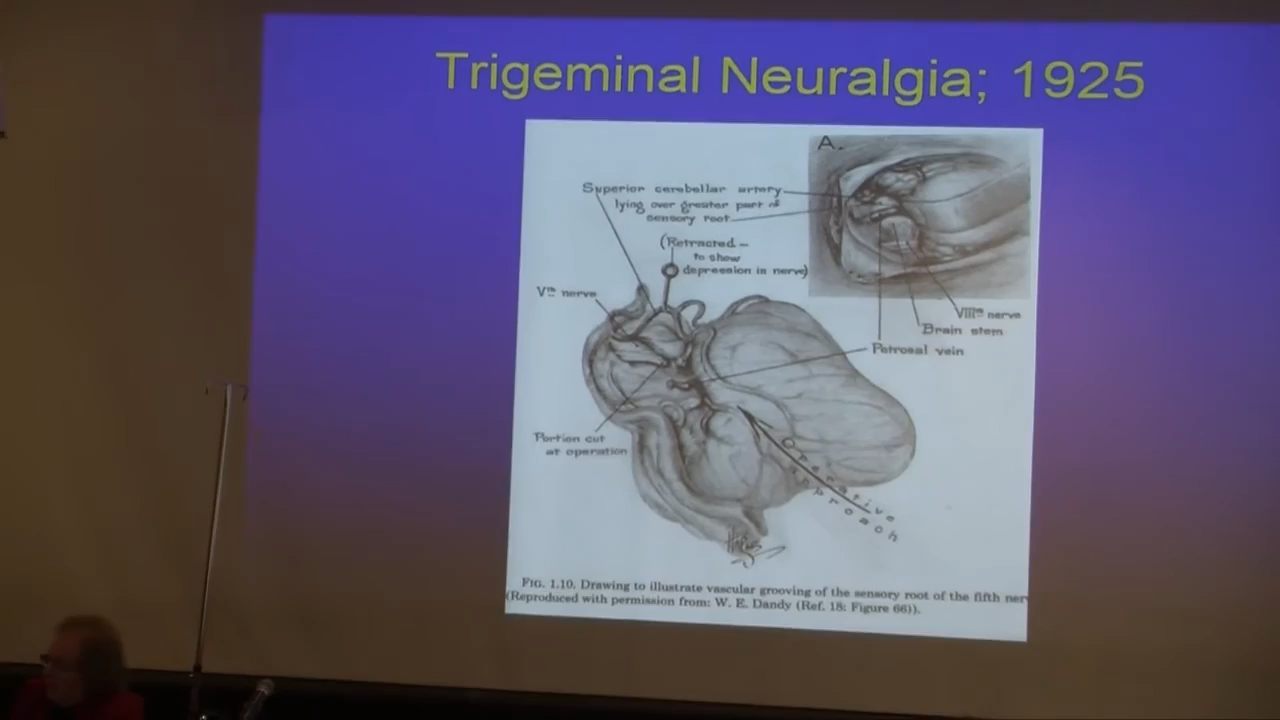 Trigeminal Neuralgia; 1925
A.
Superior cerebellar artery
lying over greater part of
sensory root
(Retracted –
to show
depression in nerve)
Vth nerve
VIIIth nerve
Brain stem
Petrosal vein
Portion cut
at operation
Operative
approach
FIG. 1.10. Drawing to illustrate vascular grooving of the sensory root of the fifth ner
(Reproduced with permission from: W. E. Dandy (Ref. 18: Figure 66)).